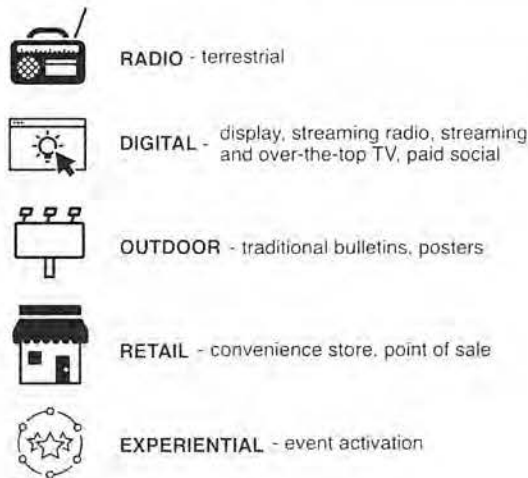 RADIO - terrestrial
DIGITAL - display, streaming radio, streaming
and over-the-top TV, paid social
OUTDOOR - traditional bulletins, posters
RETAIL - convenience store, point of sale
EXPERIENTIAL - event activation